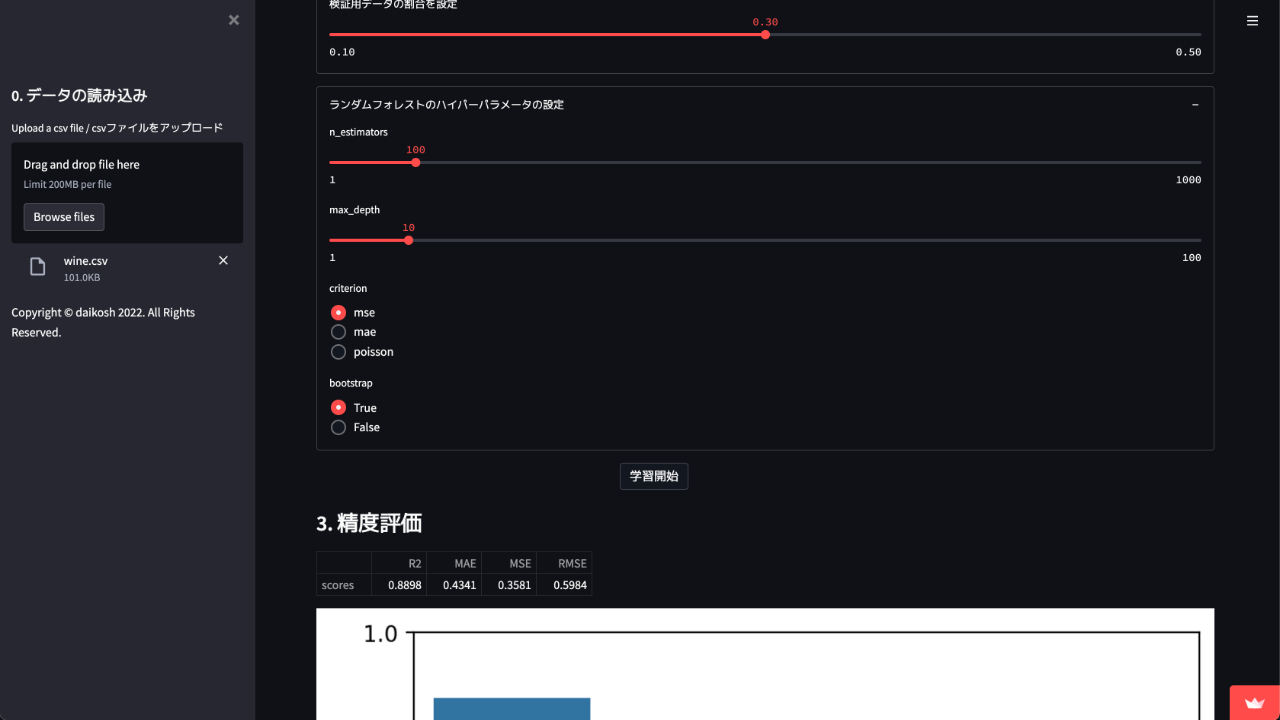 0. データの読み込み
Upload a csv file / csvファイルをアップロード
Drag and drop file here
Limit 200MB per file
Browse files
wine.csv
101.0KB
Copyright © daikosh 2022. All Rights
Reserved.
検証用データの割合を設定
0.30
0.10 0.50
ランダムフォレストのハイパーパラメータの設定
n_estimators
100
1 1000
max_depth
10
1 100
criterion
mse
mae
poisson
bootstrap
True
False
学習開始
3. 精度評価
R2 MAE MSE RMSE
scores 0.8898 0.4341 0.3581 0.5984
1.0